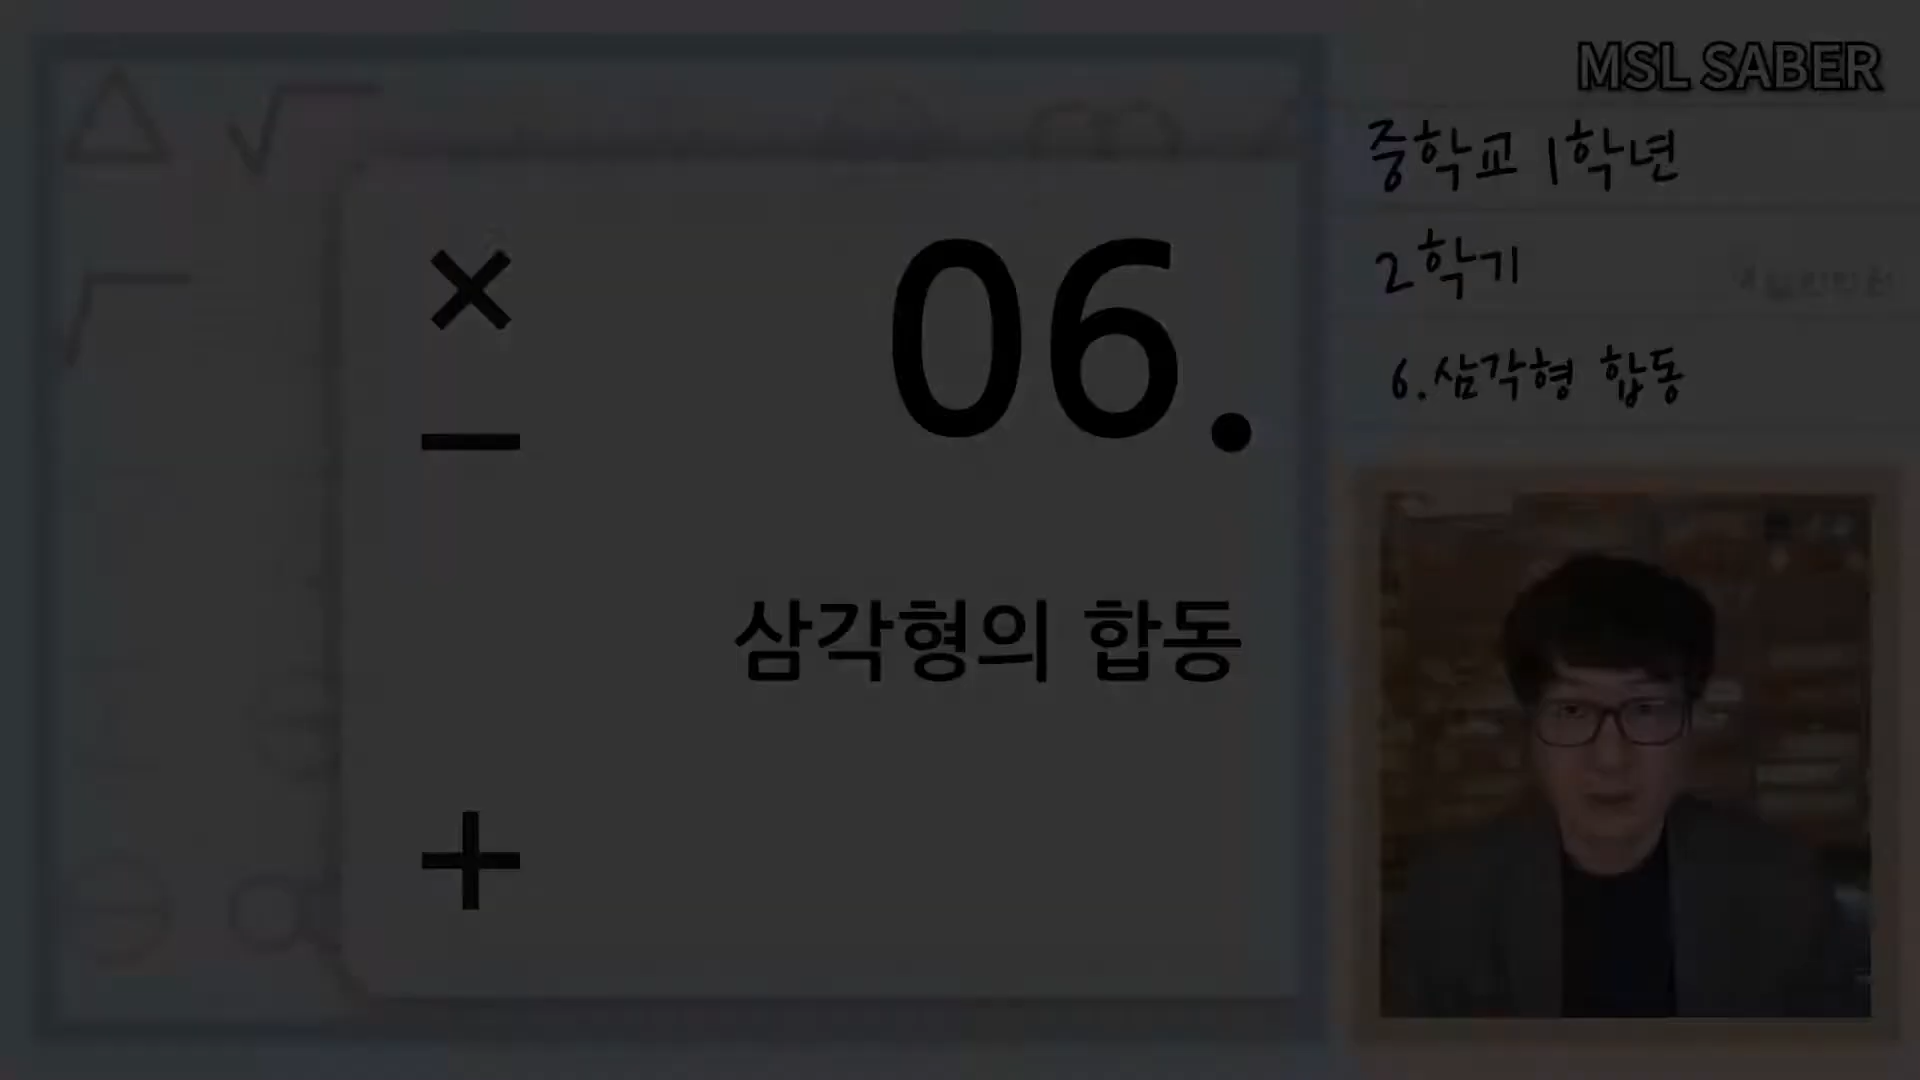 MSL SABER
중학교 1학년
2학기
6. 삼각형 합동
×
06.
−
삼각형의 합동
+